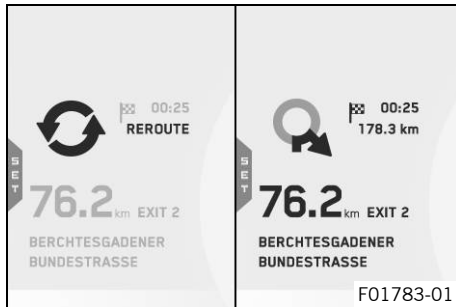 00:25
REROUTE
SET
76.2 km EXIT 2
BERCHTESGADENER
BUNDESTRASSE
00:25
178.3 km
SET
76.2 km EXIT 2
BERCHTESGADENER
BUNDESTRASSE
F01783-01